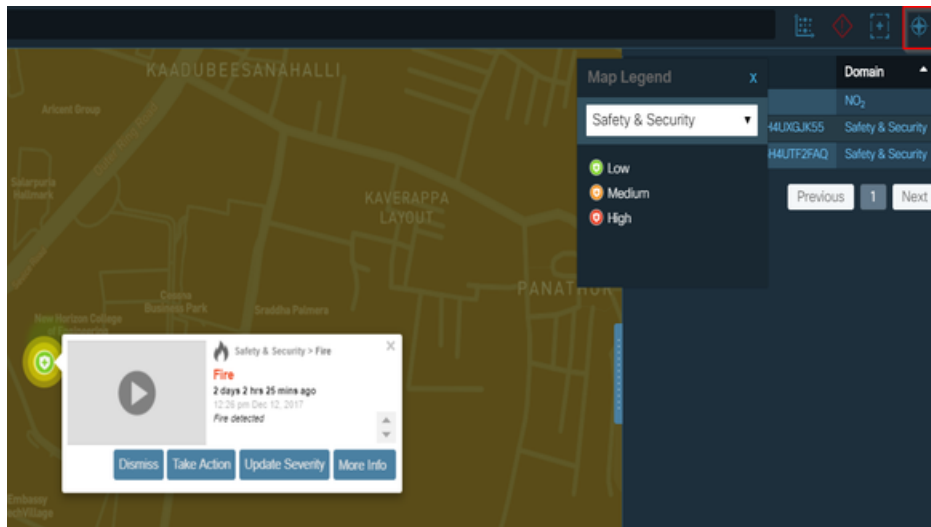 KAADUBEESANAHALLI
Aricent Group
Salarpuria
Hallmark
KAVERAPPA
LAYOUT
Cessna
Business Park
Sraddha Palmera
PANATHUR
New Horizon College
of Engineering
Embassy
TechVillage
Map Legend
x
Safety & Security
Low
Medium
High
Domain
NO₂
H4UXGJK55
Safety & Security
H4UTF2FAQ
Safety & Security
Previous
1
Next
Safety & Security > Fire
X
Fire
2 days 2 hrs 25 mins ago
12:26 pm Dec 12, 2017
Fire detected
Dismiss
Take Action
Update Severity
More Info